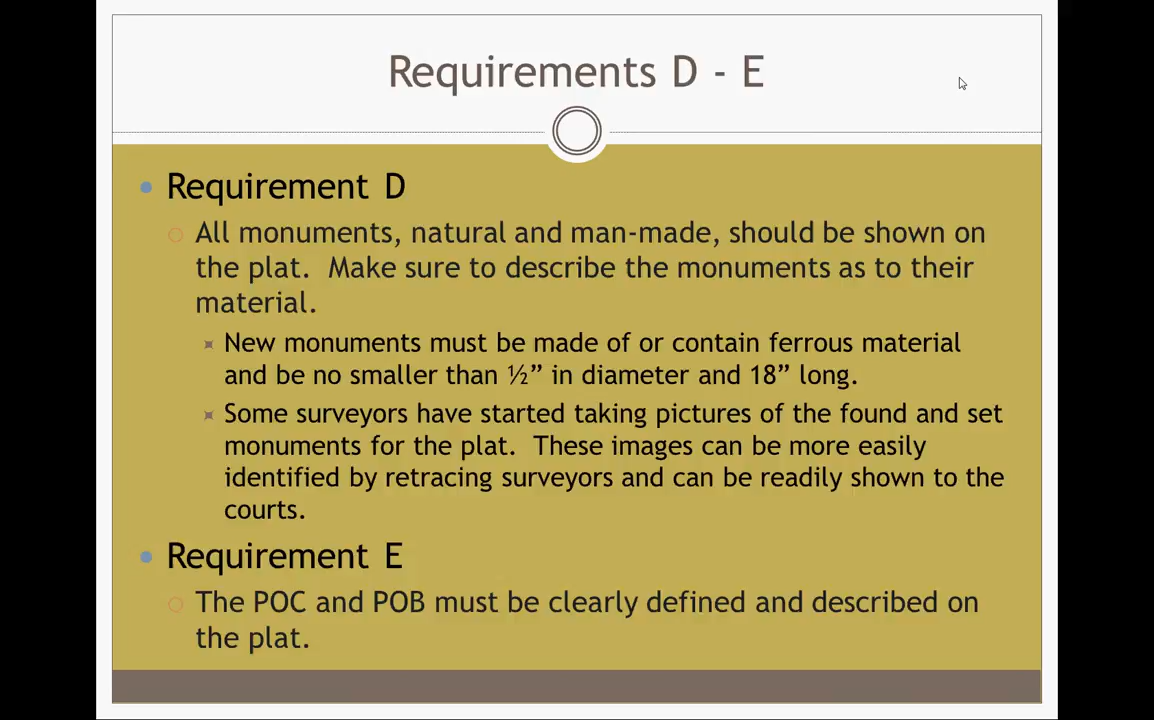 Requirements D - E
Requirement D
All monuments, natural and man-made, should be shown on
the plat.  Make sure to describe the monuments as to their
material.
New monuments must be made of or contain ferrous material
and be no smaller than ½” in diameter and 18” long.
Some surveyors have started taking pictures of the found and set
monuments for the plat.  These images can be more easily
identified by retracing surveyors and can be readily shown to the
courts.
Requirement E
The POC and POB must be clearly defined and described on
the plat.